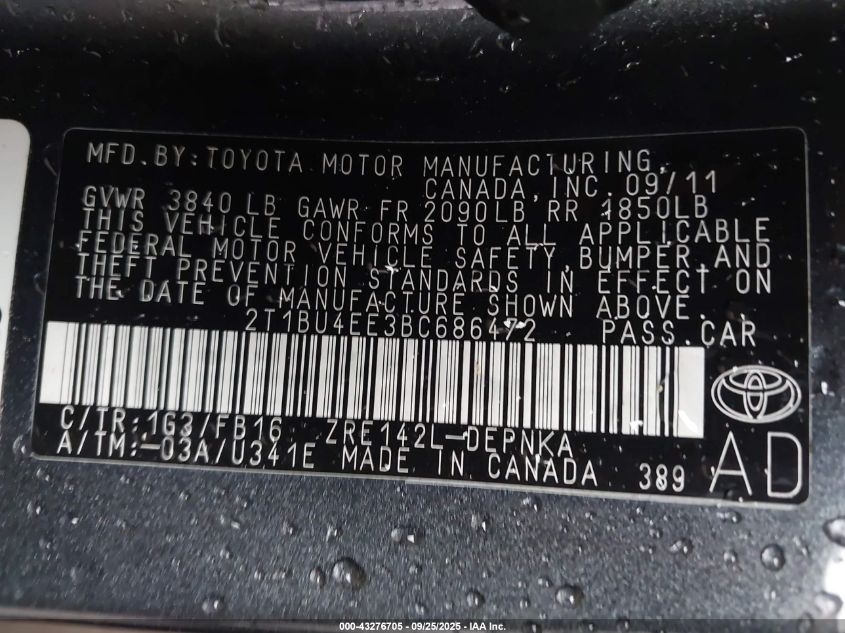 MFD.BY:TOYOTA MOTOR MANUFACTURING,
CANADA,INC. 09/11
GVWR 3840 LB GAWR FR 2090LB RR 1850LB
THIS VEHICLE CONFORMS TO ALL APPLICABLE
FEDERAL MOTOR VEHICLE SAFETY,BUMPER,AND
THEFT PREVENTION STANDARDS IN EFFECT ON
THE DATE OF MANUFACTURE SHOWN ABOVE.
2T1BU4EE3BC686472 PASS.CAR
C/TR:1G3/FB16 ZRE142L-DEPNKA
A/TM:-03A/U341E MADE IN CANADA 389
AD
000-43276705 - 09/25/2025 - IAA Inc.